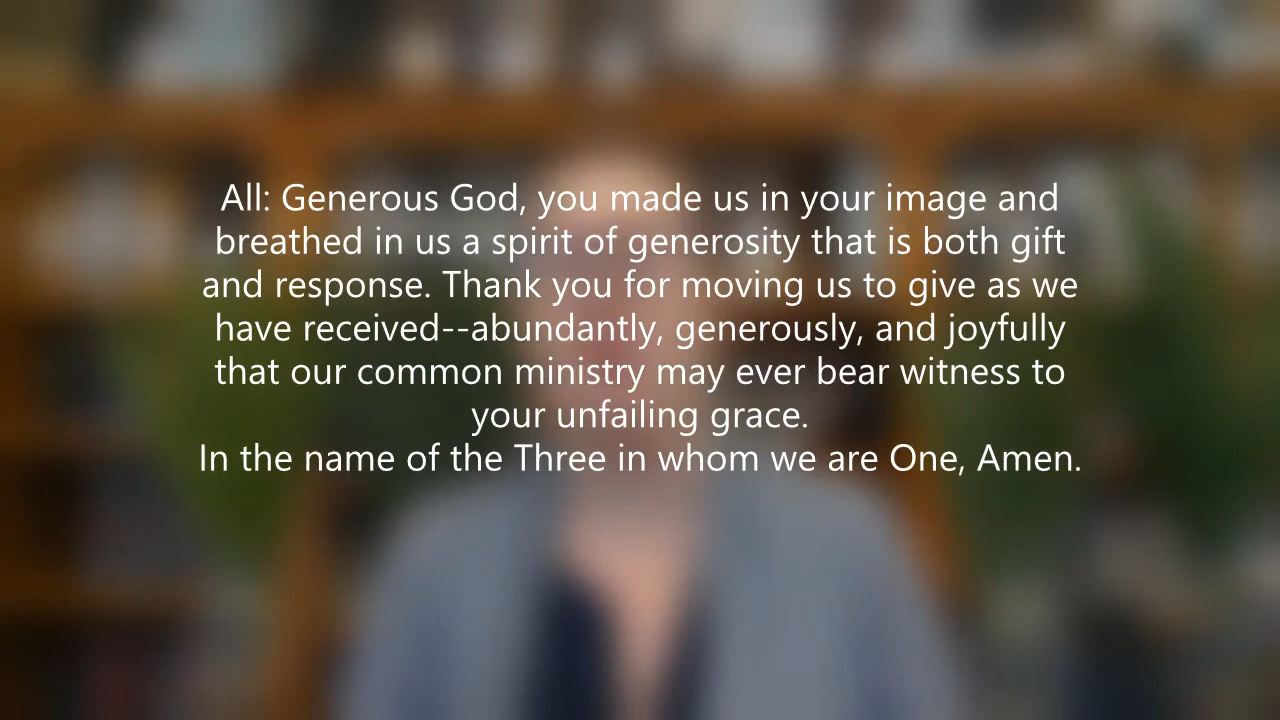 All: Generous God, you made us in your image and
breathed in us a spirit of generosity that is both gift
and response. Thank you for moving us to give as we
have received--abundantly, generously, and joyfully
that our common ministry may ever bear witness to
your unfailing grace.
In the name of the Three in whom we are One, Amen.